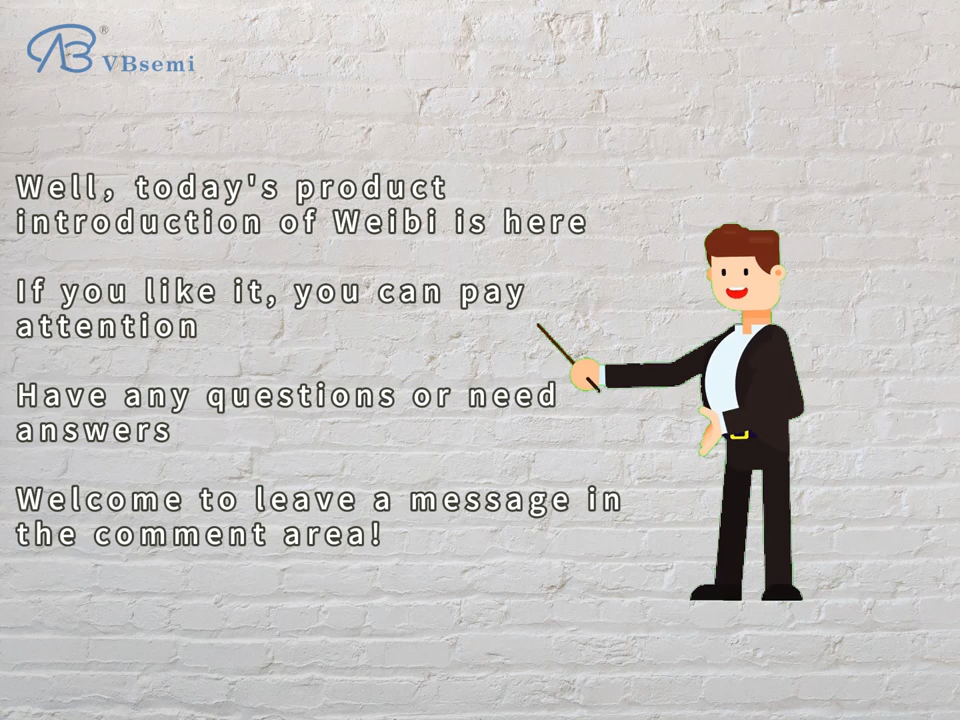 VBsemi
Well, today's product
introduction of Weibi is here
If you like it, you can pay
attention
Have any questions or need
answers
Welcome to leave a message in
the comment area!